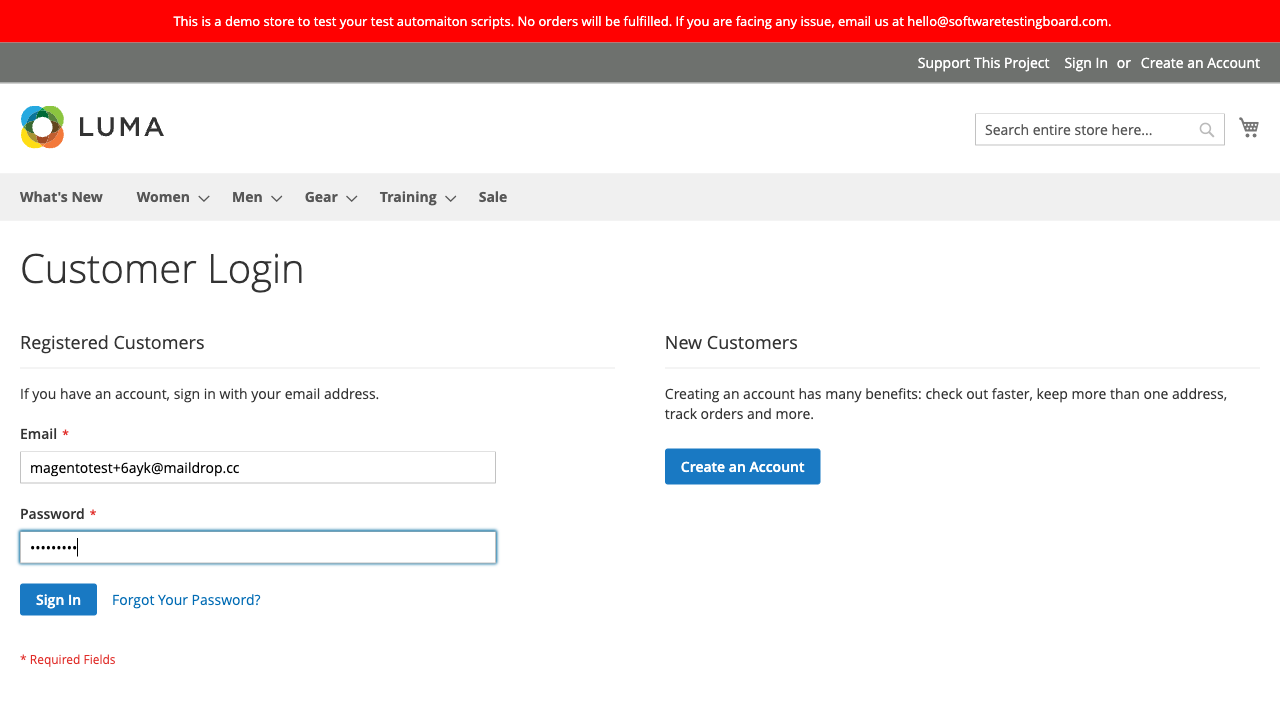 This is a demo store to test your test automaiton scripts. No orders will be fulfilled. If you are facing any issue, email us at hello@softwaretestingboard.com.
Support This Project Sign In or Create an Account
LUMA
Search entire store here...
What's New Women Men Gear Training Sale
Customer Login
Registered Customers
If you have an account, sign in with your email address.
Email *
magentotest+6ayk@maildrop.cc
Password *
•••••••••
Sign In Forgot Your Password?
* Required Fields
New Customers
Creating an account has many benefits: check out faster, keep more than one address,
track orders and more.
Create an Account